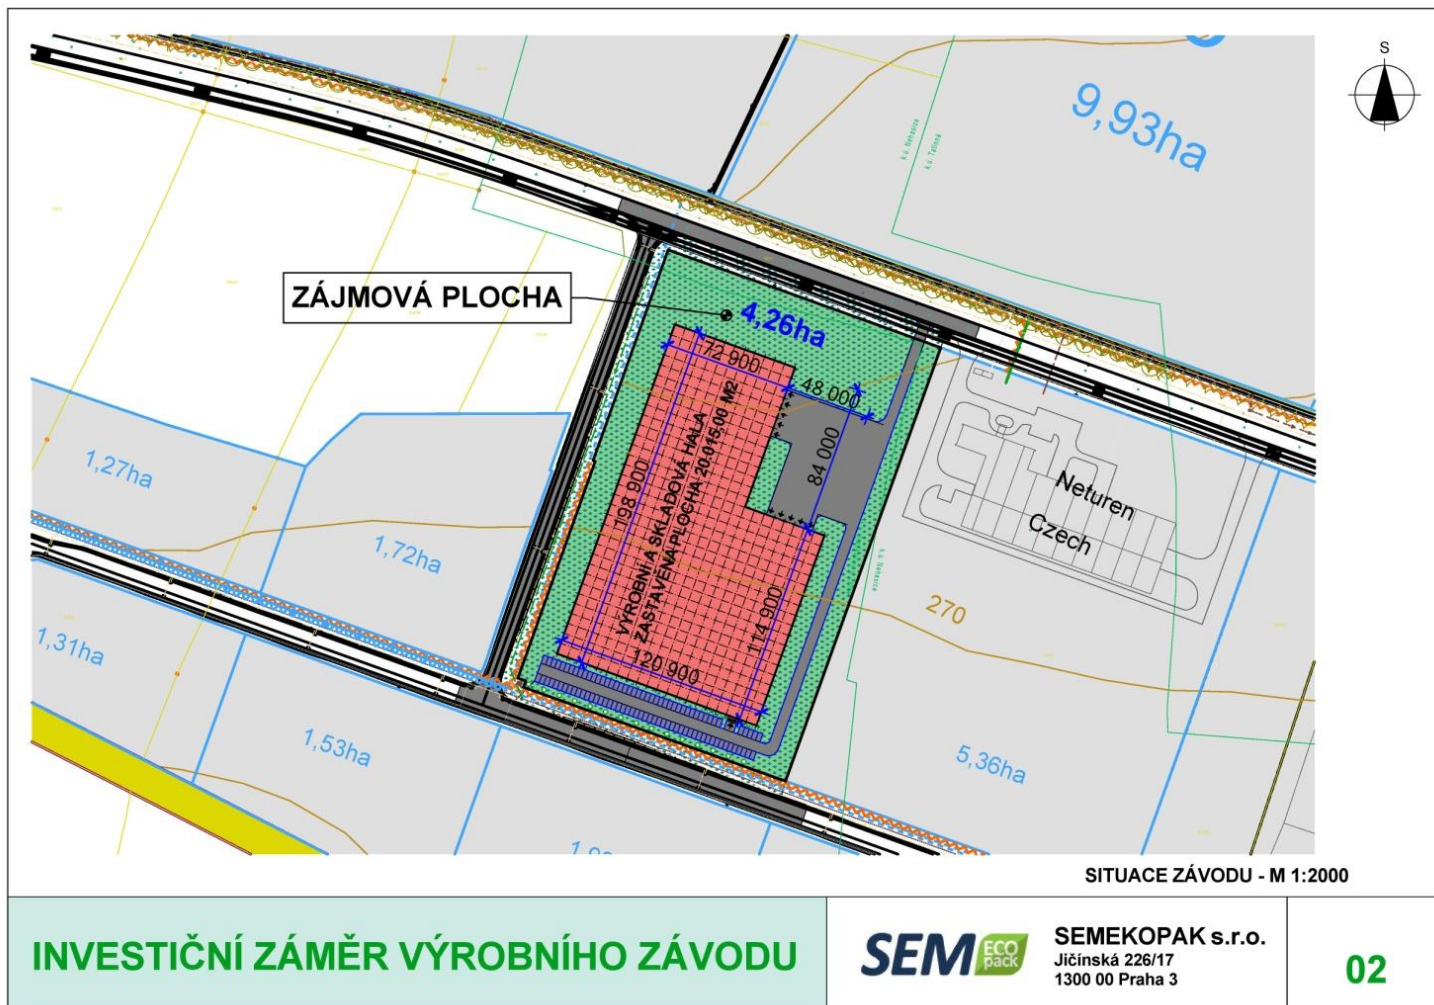 S
9,93ha
k.ú. Nehasice
k.ú. Tatinná
ZÁJMOVÁ PLOCHA
4,26ha
72 900
48 000
84 000
198 900
VÝROBNÍ A SKLADOVÁ HALA
ZASTAVĚNÁ PLOCHA 20 015,00 M2
114 900
120 900
Neturen
Czech
1,27ha
1,72ha
1,31ha
1,53ha
270
5,36ha
SITUACE ZÁVODU - M 1:2000
INVESTIČNÍ ZÁMĚR VÝROBNÍHO ZÁVODU
SEM ECO
pack
SEMEKOPAK s.r.o.
Jičínská 226/17
1300 00 Praha 3
02